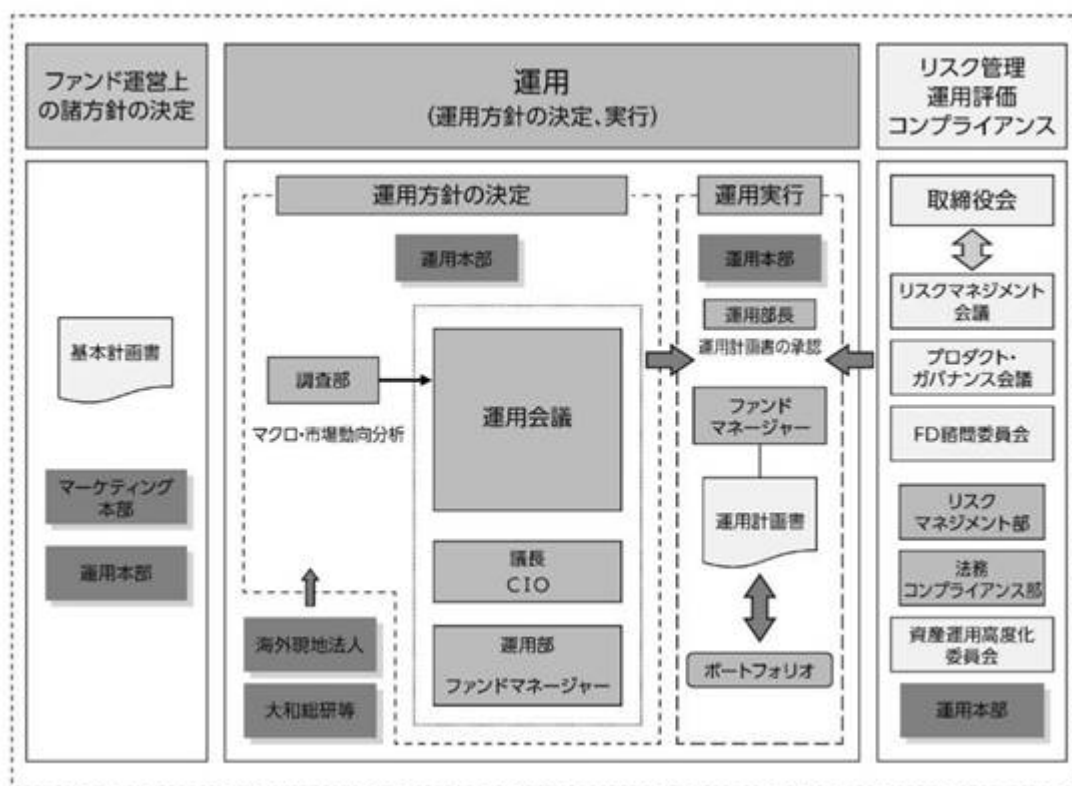 ファンド運営上
の諸方針の決定
運用
(運用方針の決定、実行)
リスク管理
運用評価
コンプライアンス
基本計画書
マーケティング
本部
運用本部
運用方針の決定
運用本部
調査部
マクロ・市場動向分析
運用会議
議長
CIO
運用部
ファンドマネージャー
海外現地法人
大和総研等
運用実行
運用本部
運用部長
運用計画書の承認
ファンド
マネージャー
運用計画書
ポートフォリオ
取締役会
リスクマネジメント
会議
プロダクト・
ガバナンス会議
FD諮問委員会
リスク
マネジメント部
法務
コンプライアンス部
資産運用高度化
委員会
運用本部